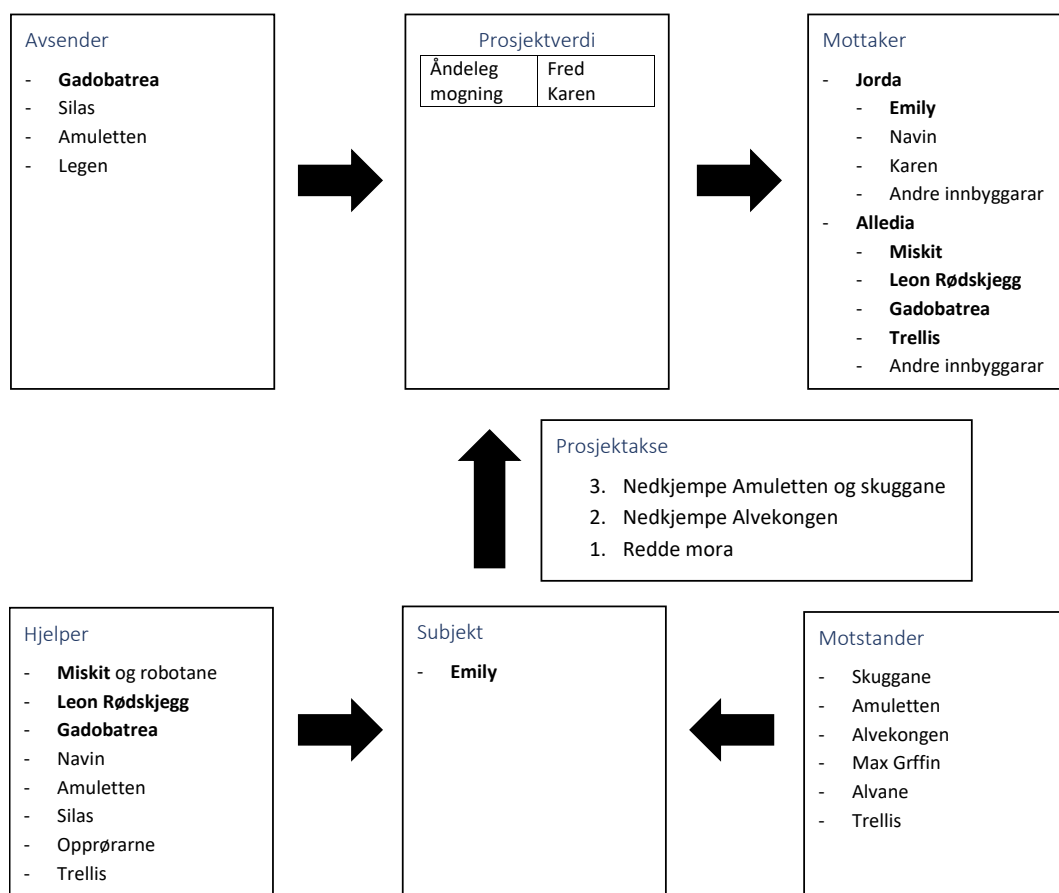 Avsender
- Gadobatrea
- Silas
- Amuletten
- Legen
Prosjektverdi
Åndeleg mogning
Fred
Karen
Mottaker
- Jorda
- Emily
- Navin
- Karen
- Andre innbyggarar
- Alledia
- Miskit
- Leon Rødskjegg
- Gadobatrea
- Trellis
- Andre innbyggarar
Prosjektakse
3. Nedkjempe Amuletten og skuggane
2. Nedkjempe Alvekongen
1. Redde mora
Hjelper
- Miskit og robotane
- Leon Rødskjegg
- Gadobatrea
- Navin
- Amuletten
- Silas
- Opprørarne
- Trellis
Subjekt
- Emily
Motstander
- Skuggane
- Amuletten
- Alvekongen
- Max Grffin
- Alvane
- Trellis